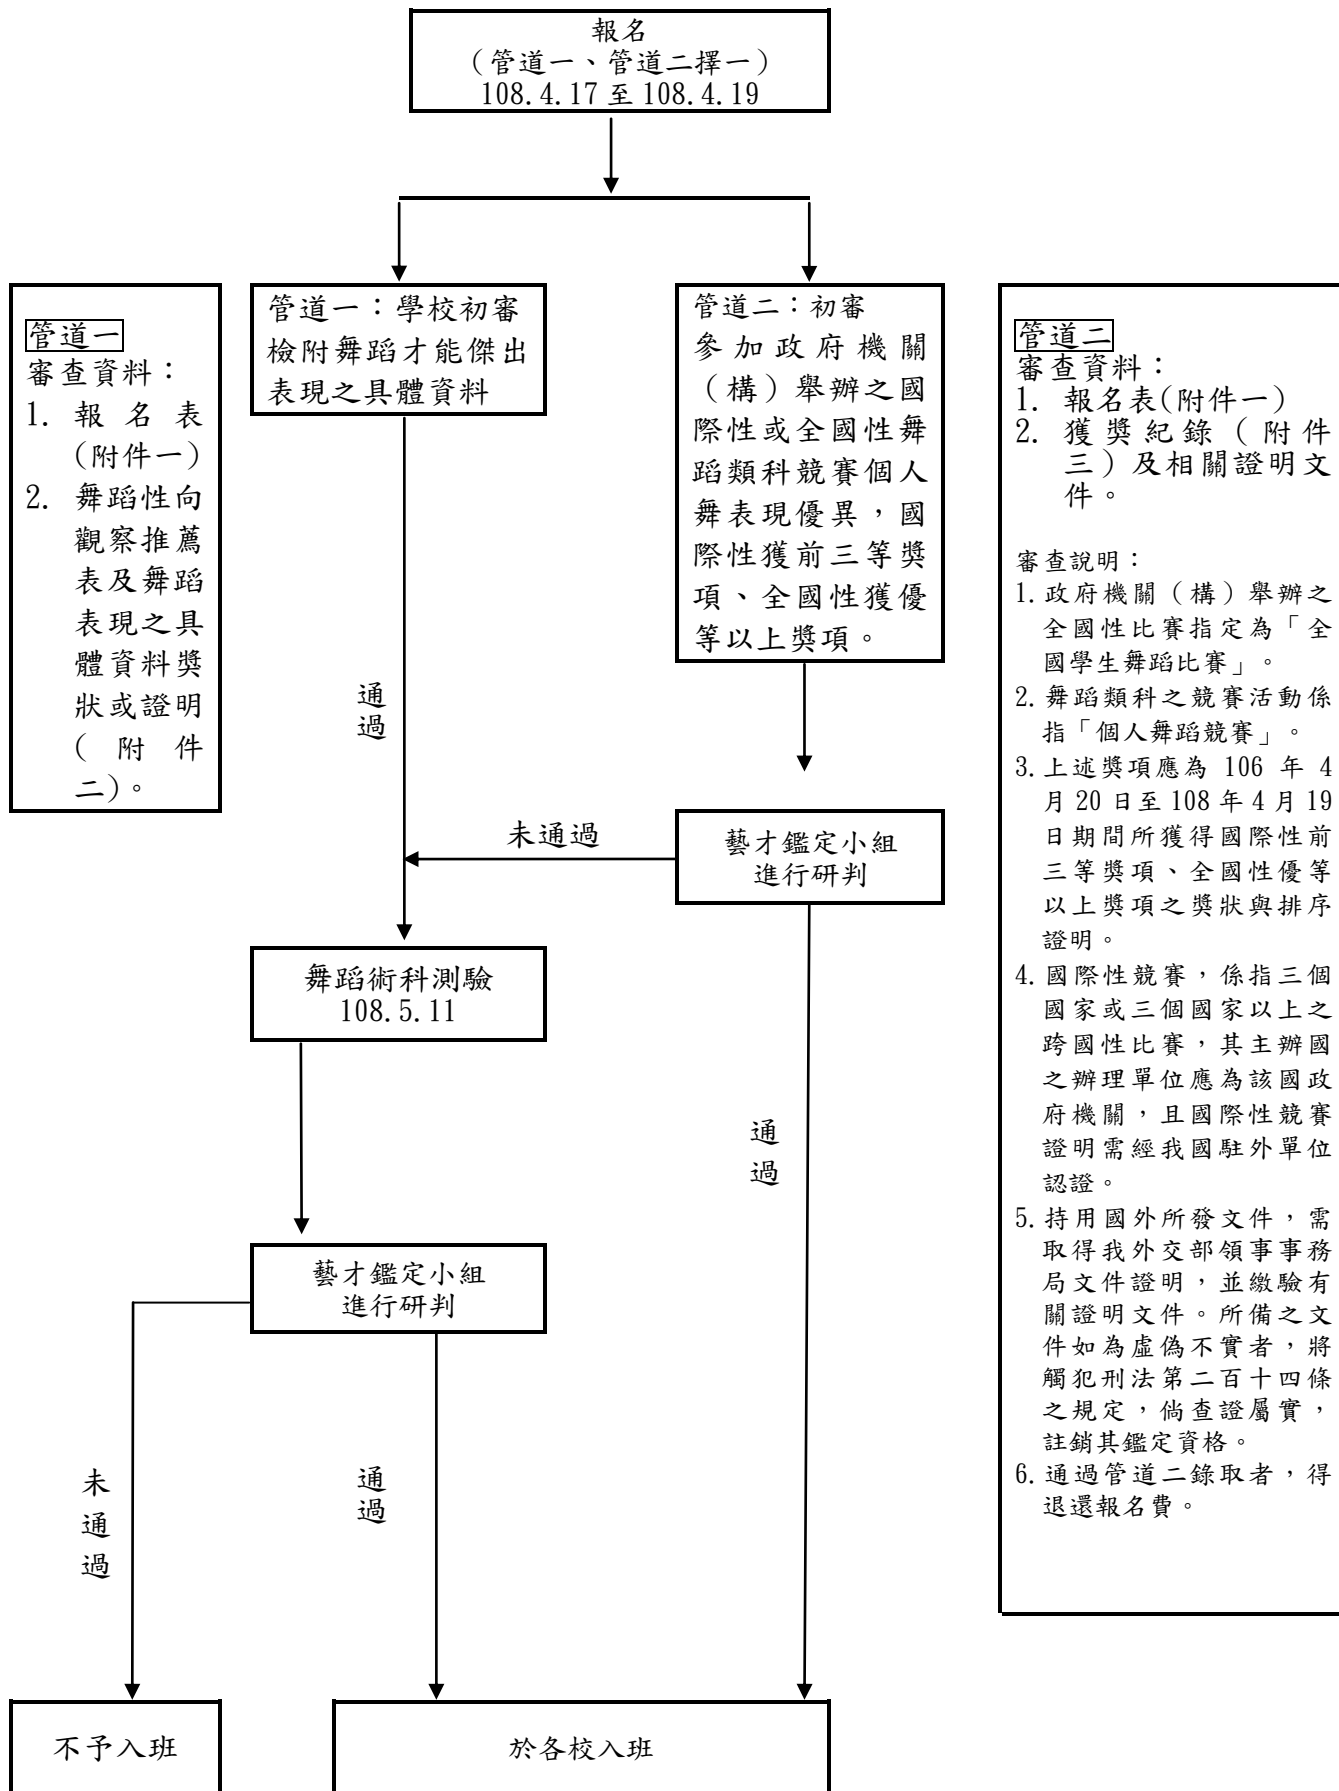 報名
（管道一、管道二擇一）
108.4.17 至 108.4.19
管道一
審查資料：
1. 報名表
(附件一)
2. 舞蹈性向
觀察推薦
表及舞蹈
表現之具
體資料獎
狀或證明
(附件
二)。
管道一：學校初審
檢附舞蹈才能傑出
表現之具體資料
管道二：初審
參加政府機關
（構）舉辦之國
際性或全國性舞
蹈類科競賽個人
舞表現優異，國
際性獲前三等獎
項、全國性獲優
等以上獎項。
管道二
審查資料：
1. 報名表(附件一)
2. 獲獎紀錄（附件
三）及相關證明文
件。
審查說明：
1. 政府機關（構）舉辦之
全國性比賽指定為「全
國學生舞蹈比賽」。
2. 舞蹈類科之競賽活動係
指「個人舞蹈競賽」。
3. 上述獎項應為 106 年 4
月 20 日至 108 年 4 月 19
日期間所獲得國際性前
三等獎項、全國性優等
以上獎項之獎狀與排序
證明。
4. 國際性競賽，係指三個
國家或三個國家以上之
跨國性比賽，其主辦國
之辦理單位應為該國政
府機關，且國際性競賽
證明需經我國駐外單位
認證。
5. 持用國外所發文件，需
取得我外交部領事事務
局文件證明，並繳驗有
關證明文件。所備之文
件如為虛偽不實者，將
觸犯刑法第二百十四條
之規定，倘查證屬實，
註銷其鑑定資格。
6. 通過管道二錄取者，得
退還報名費。
通過
未通過
藝才鑑定小組
進行研判
舞蹈術科測驗
108.5.11
通過
藝才鑑定小組
進行研判
未通過
通過
不予入班
於各校入班